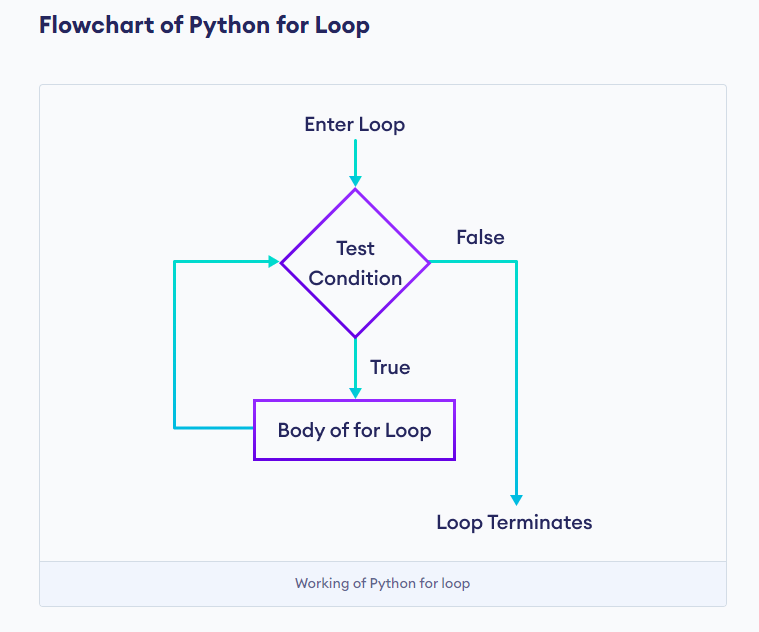 Flowchart of Python for Loop
Enter Loop
Test
Condition
False
True
Body of for Loop
Loop Terminates
Working of Python for loop